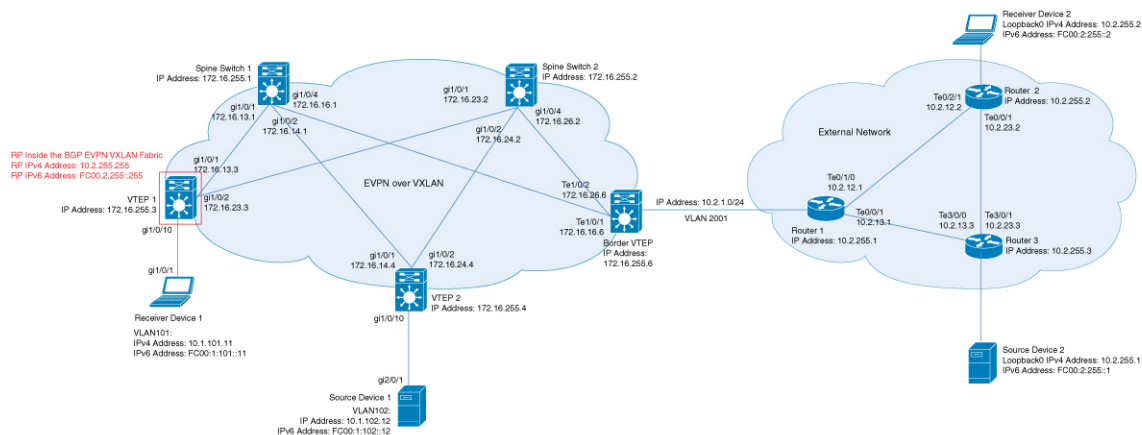 Receiver Device 2
Loopback0 IPv4 Address: 10.2.255.2
IPv6 Address: FC00:2:255::2
Spine Switch 1
IP Address: 172.16.255.1
Spine Switch 2
IP Address: 172.16.255.2
gi1/0/4
172.16.16.1
gi1/0/1
172.16.13.1
gi1/0/2
172.16.14.1
gi1/0/1
172.16.23.2
gi1/0/4
172.16.26.2
gi1/0/2
172.16.24.2
Te0/2/1
10.2.12.2
Router 2
IP Address: 10.2.255.2
Te0/0/1
10.2.23.2
External Network
RP Inside the BGP EVPN VXLAN Fabric
RP IPv4 Address: 10.2.255.255
RP IPv6 Address: FC00.2:255::255
gi1/0/1
172.16.13.3
EVPN over VXLAN
gi1/0/2
172.16.23.3
VTEP 1
IP Address: 172.16.255.3
gi1/0/10
Te1/0/2
172.16.26.6
Te1/0/1
172.16.16.6
Border VTEP
IP Address:
172.16.255.6
IP Address: 10.2.1.0/24
VLAN 2001
Te0/1/0
10.2.12.1
Te0/0/1
10.2.13.1
Router 1
IP Address: 10.2.255.1
Te3/0/0
10.2.13.3
Te3/0/1
10.2.23.3
Router 3
IP Address: 10.2.255.3
gi1/0/1
172.16.14.4
gi1/0/2
172.16.24.4
VTEP 2
IP Address: 172.16.255.4
gi1/0/10
gi1/0/1
Receiver Device 1
VLAN101:
IPv4 Address: 10.1.101.11
IPv6 Address: FC00:1:101::11
gi2/0/1
Source Device 1
VLAN102:
IP Address: 10.1.102.12
IPv6 Address: FC00:1:102::12
Source Device 2
Loopback0 IPv4 Address: 10.2.255.1
IPv6 Address: FC00:2:255::1